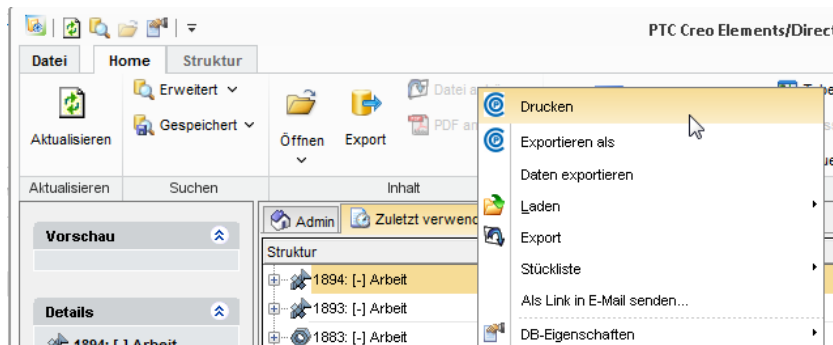 PTC Creo Elements/Direct
Datei Home Struktur
Erweitert
Gespeichert
Aktualisieren
Öffnen
Export
Datei
PDF
Aktualisieren Suchen Inhalt
Drucken
Exportieren als
Daten exportieren
Laden
Export
Stückliste
Als Link in E-Mail senden...
DB-Eigenschaften
Admin
Vorschau
Details
Struktur
1894: [-] Arbeit
1893: [-] Arbeit
1883: [-] Arbeit
1894: [-] Arbeit